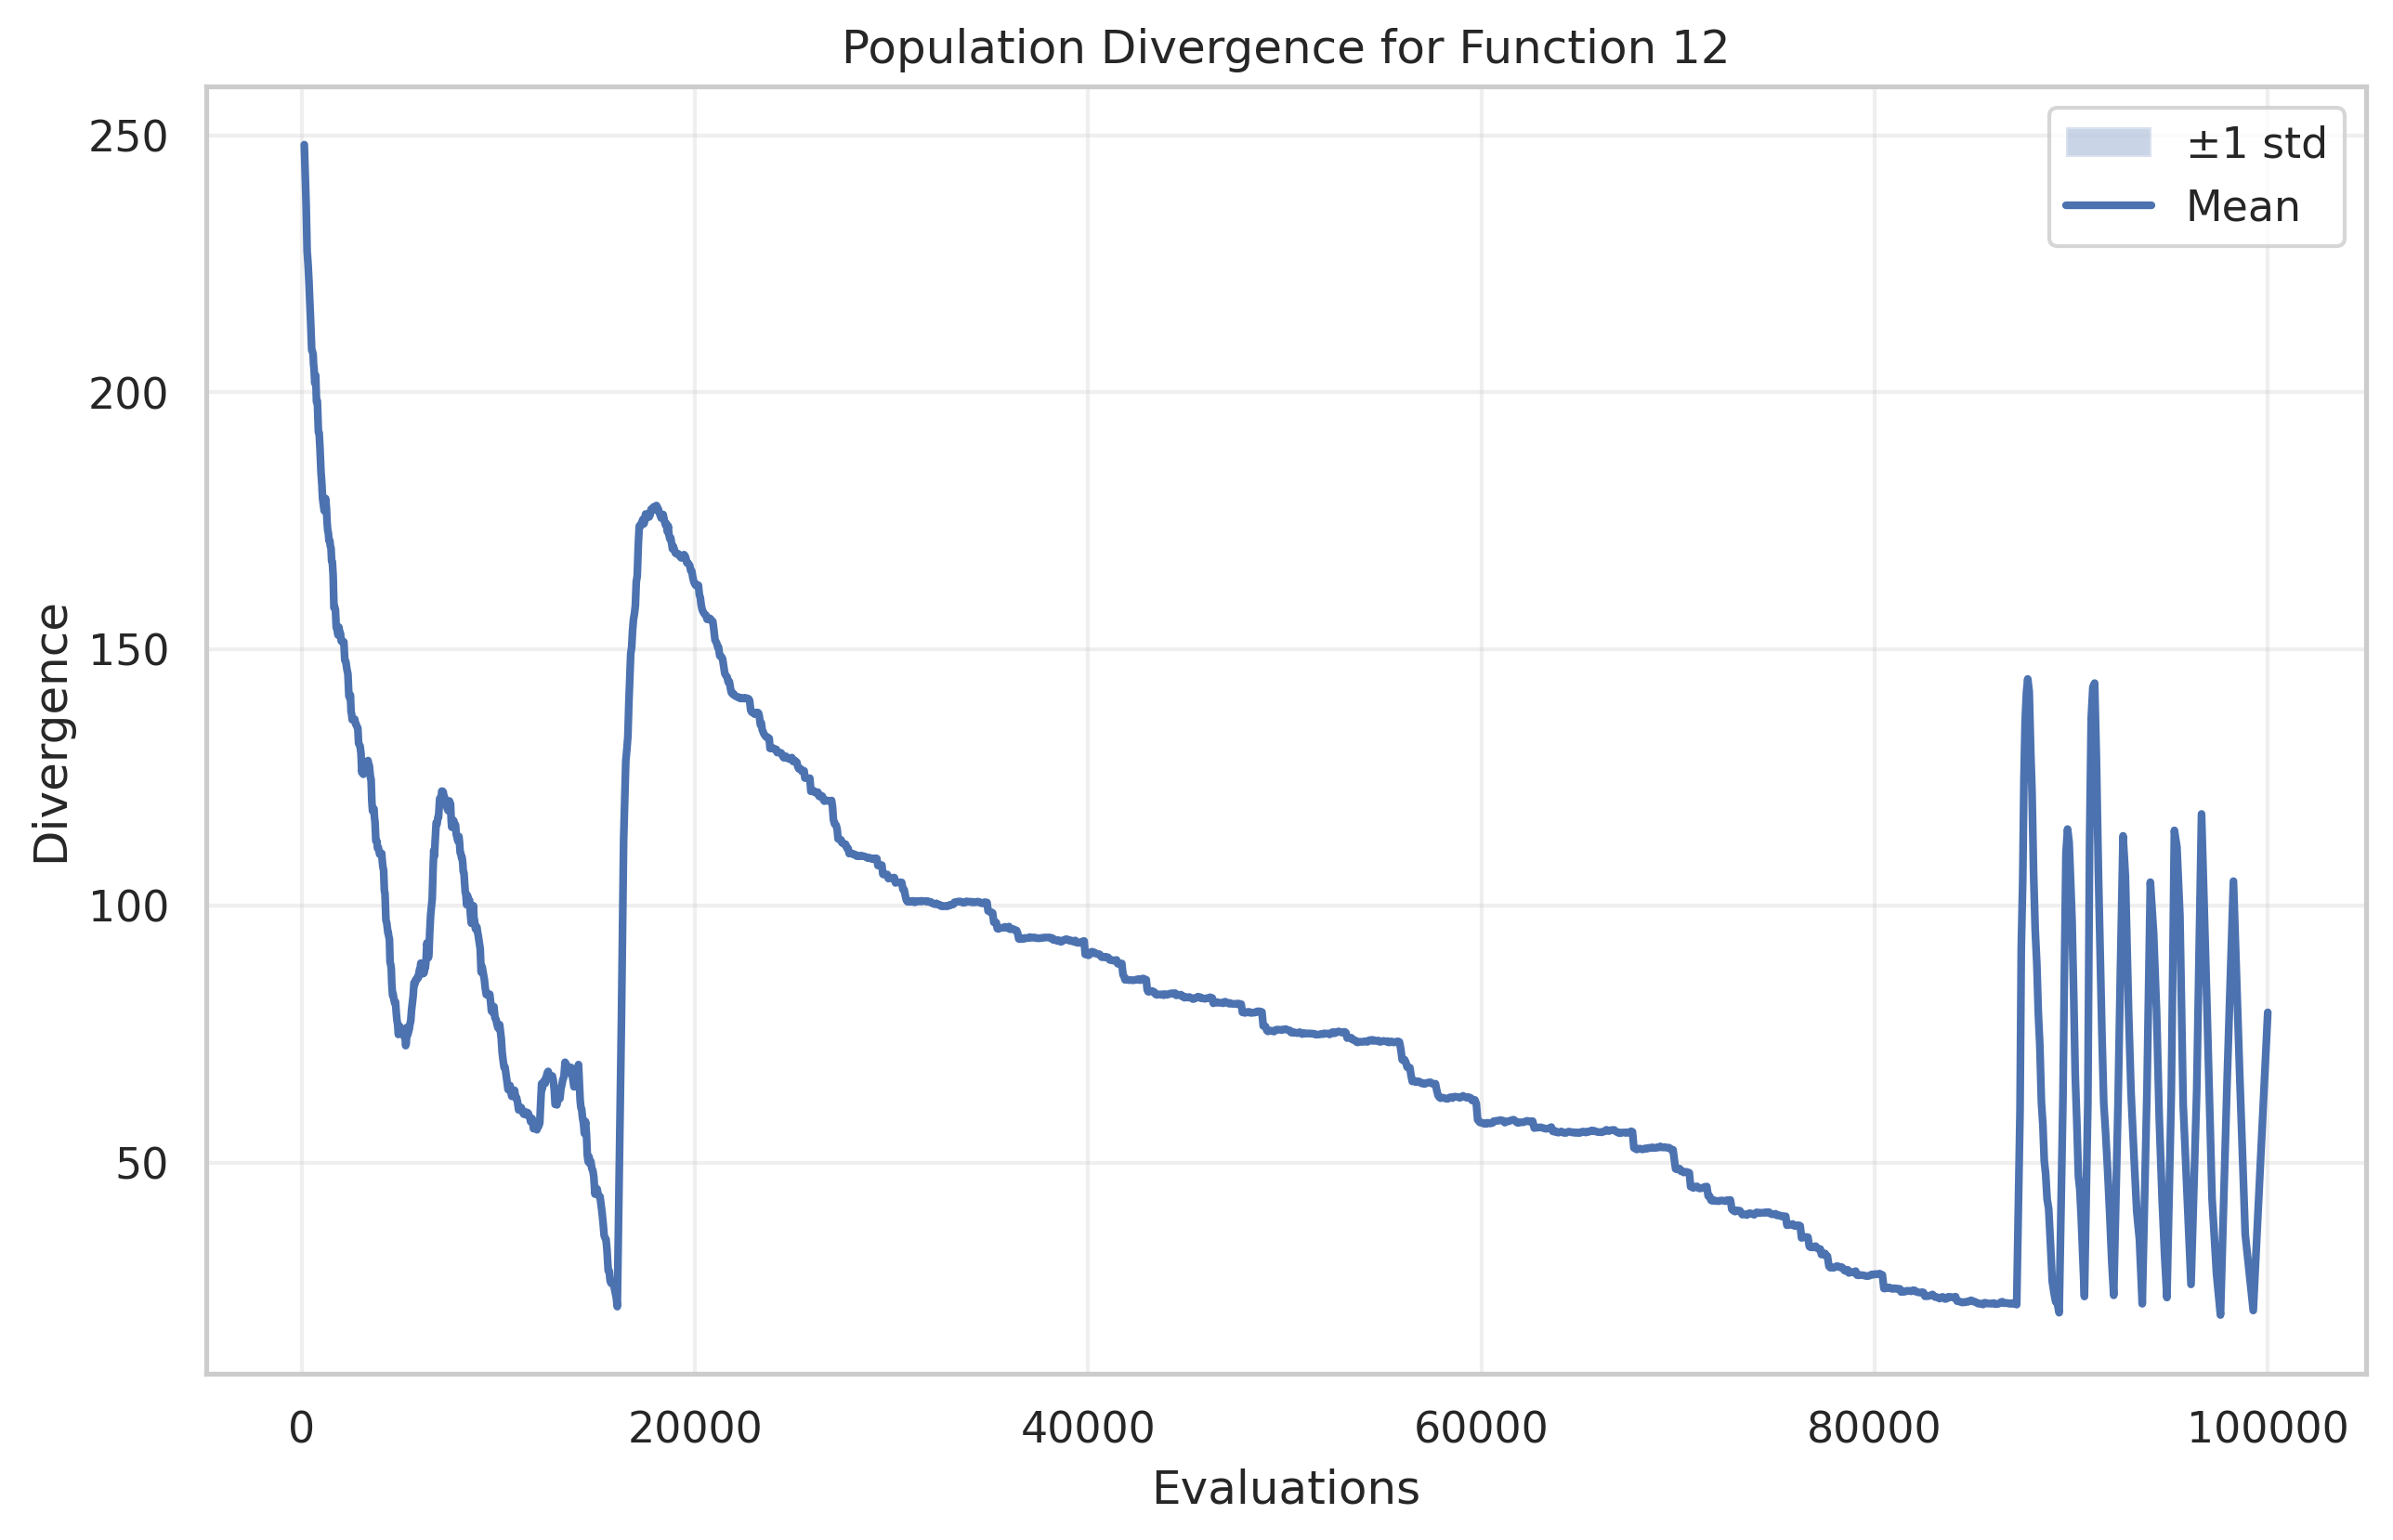 Population Divergence for Function 12
±1 std
Mean
Divergence
250
200
150
100
50
0
20000
40000
60000
80000
100000
Evaluations